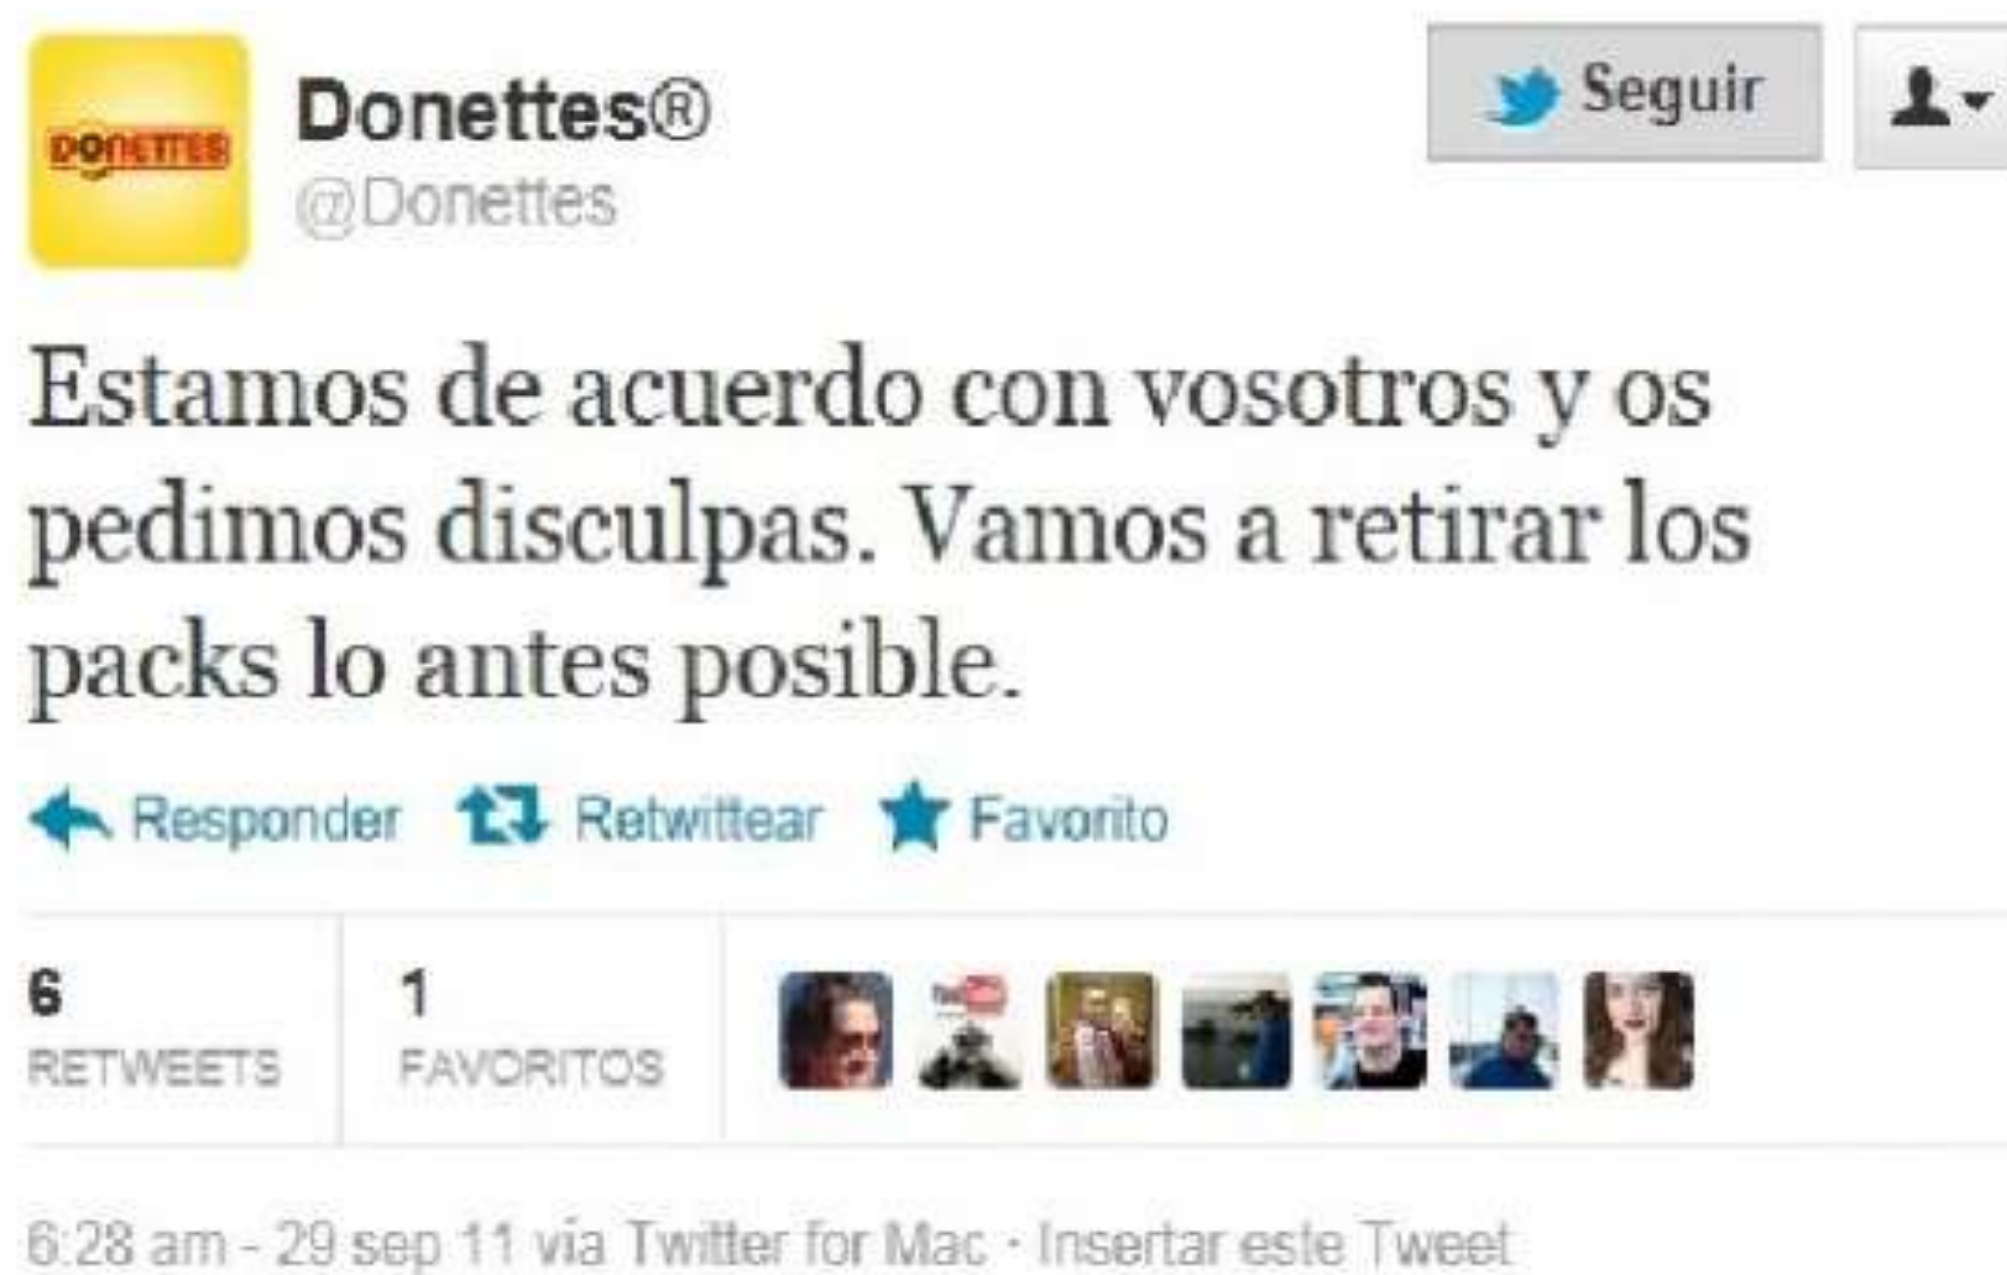 DONETTES
Donettes®
@Donettes
Seguir
Estamos de acuerdo con vosotros y os
pedimos disculpas. Vamos a retirar los
packs lo antes posible.
Responder Retwittear Favorito
6 1
RETWEETS FAVORITOS
6:28 am - 29 sep 11 vía Twitter for Mac · Insertar este Tweet